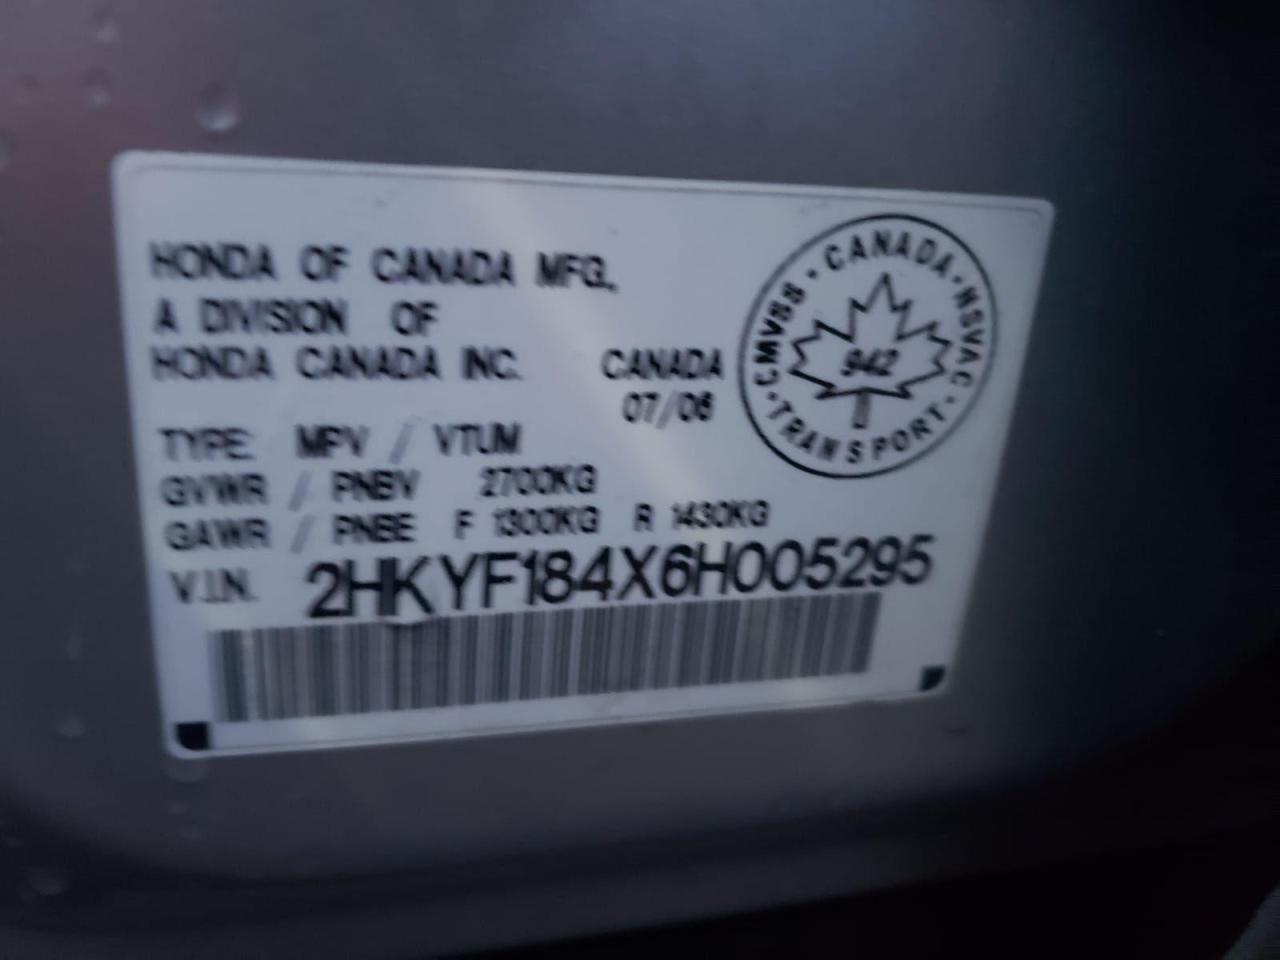 HONDA OF CANADA MFG,
A DIVISION OF
HONDA CANADA INC. CANADA
07/06
TYPE: MPV / VTUM
GVWR / PNBV 2700KG
GAWR / PNBE F 1300KG R 1430KG
V.I.N. 2HKYF184X6H005295
CMVSS · CANADA · NSVAC · TRANSPORT ·
942